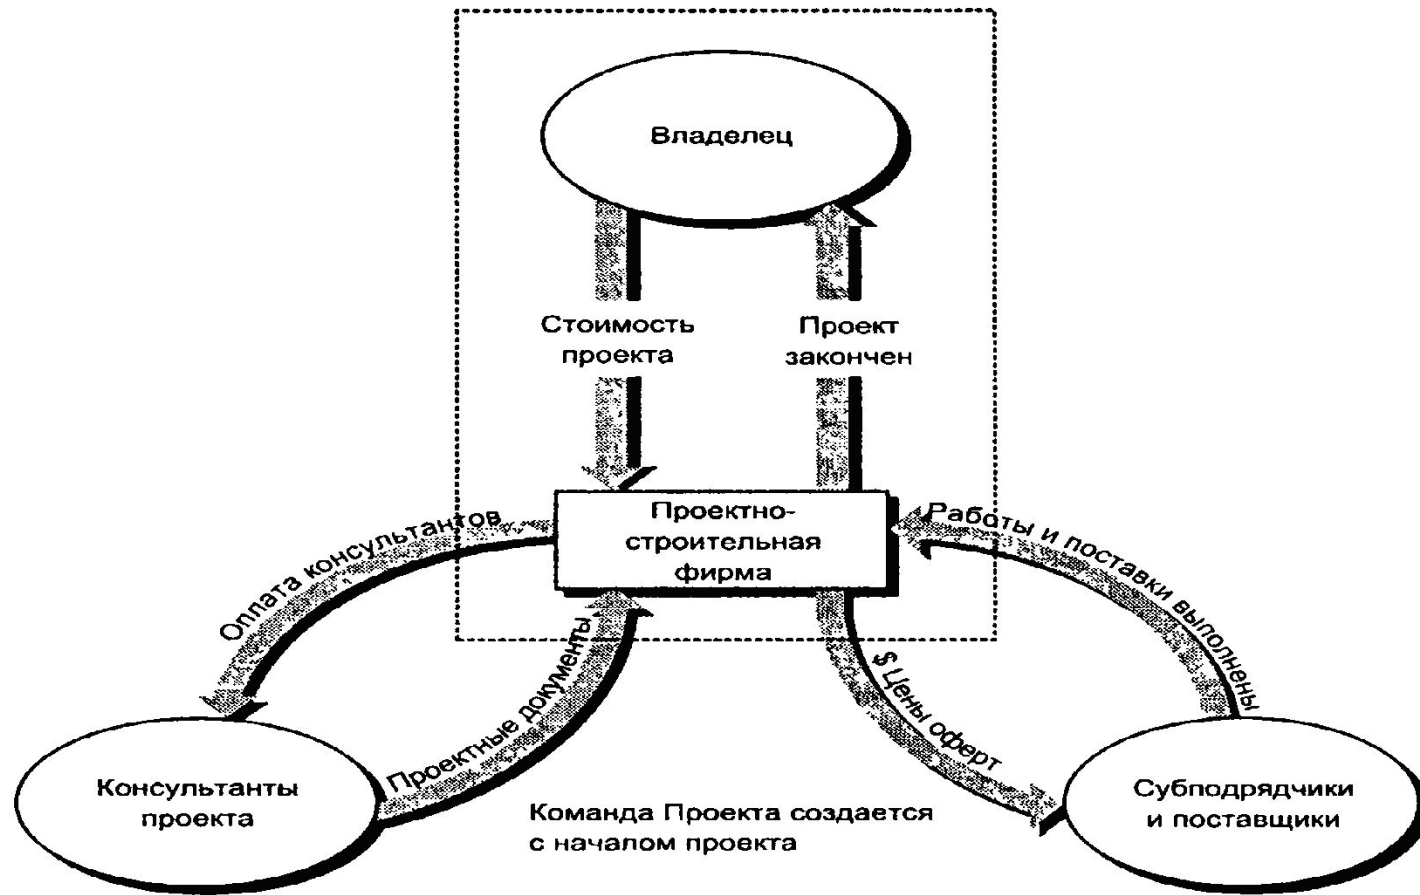 Владелец
Стоимость
проекта
Проект
закончен
Проектно-
строительная
фирма
Оплата консультантов
Работы и поставки выполнены
Проектные документы
$ Цены оферт
Консультанты
проекта
Субподрядчики
и поставщики
Команда Проекта создается
с началом проекта